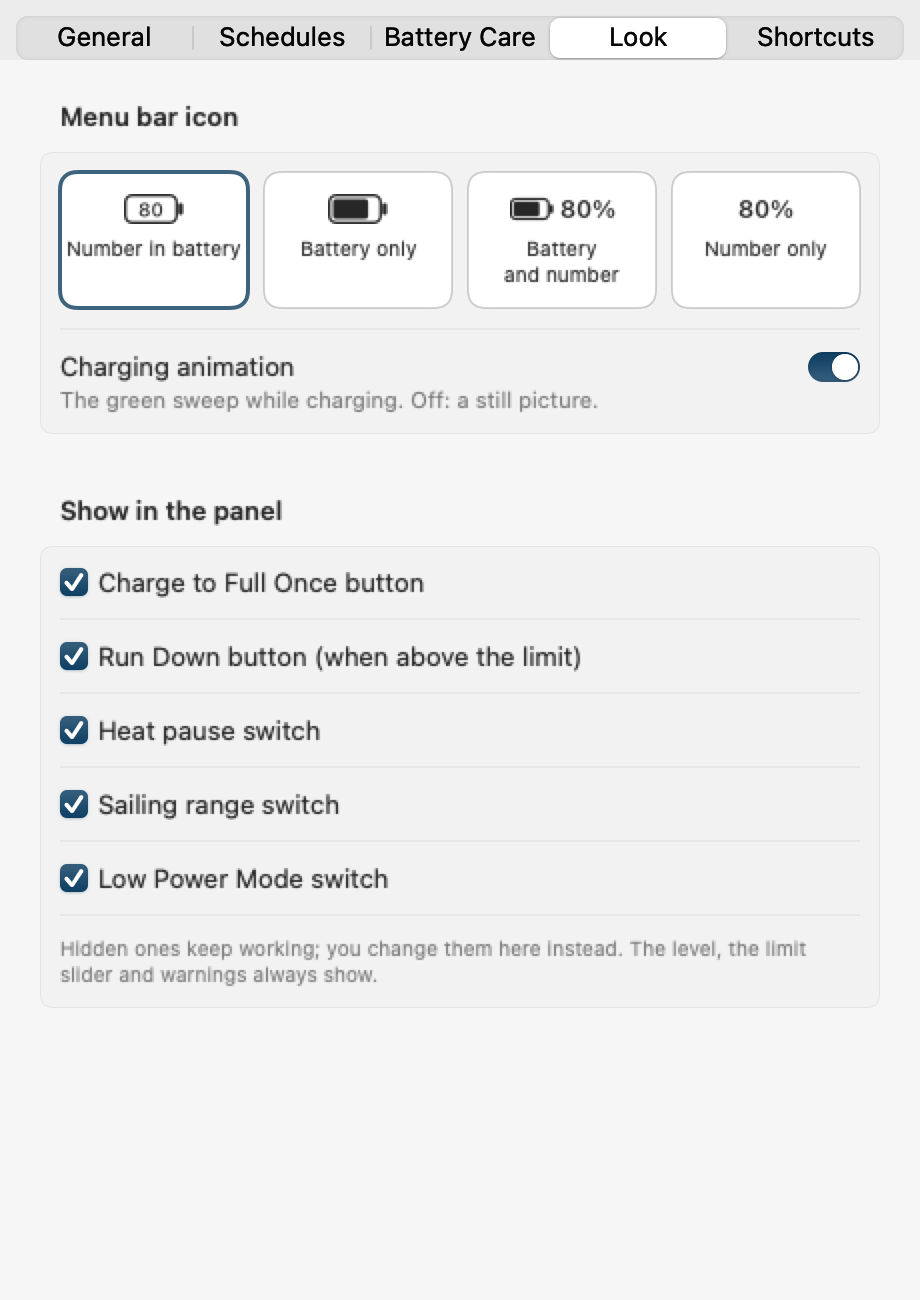 General
Schedules
Battery Care
Look
Shortcuts
Menu bar icon
80
Number in battery
Battery only
80%
Battery
and number
80%
Number only
Charging animation
The green sweep while charging. Off: a still picture.
Show in the panel
Charge to Full Once button
Run Down button (when above the limit)
Heat pause switch
Sailing range switch
Low Power Mode switch
Hidden ones keep working; you change them here instead. The level, the limit
slider and warnings always show.